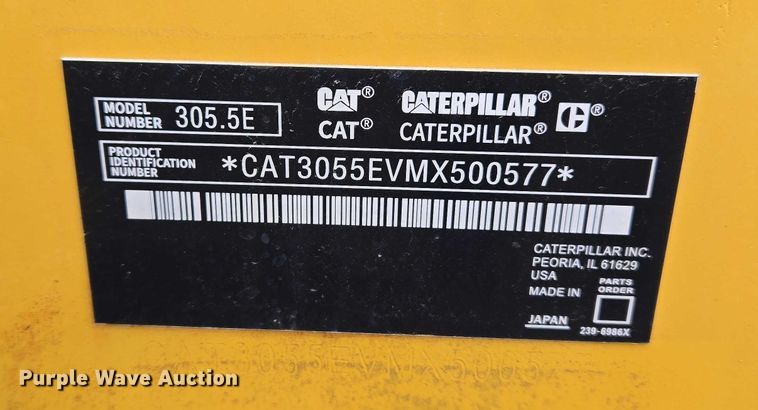 MODEL NUMBER 305.5E
CAT® CATERPILLAR® C®
CAT® CATERPILLAR®
PRODUCT IDENTIFICATION NUMBER *CAT3055EVMX500577*
CATERPILLAR INC.
PEORIA, IL 61629
USA
MADE IN
PARTS ORDER
JAPAN
239-6986X
Purple Wave Auction